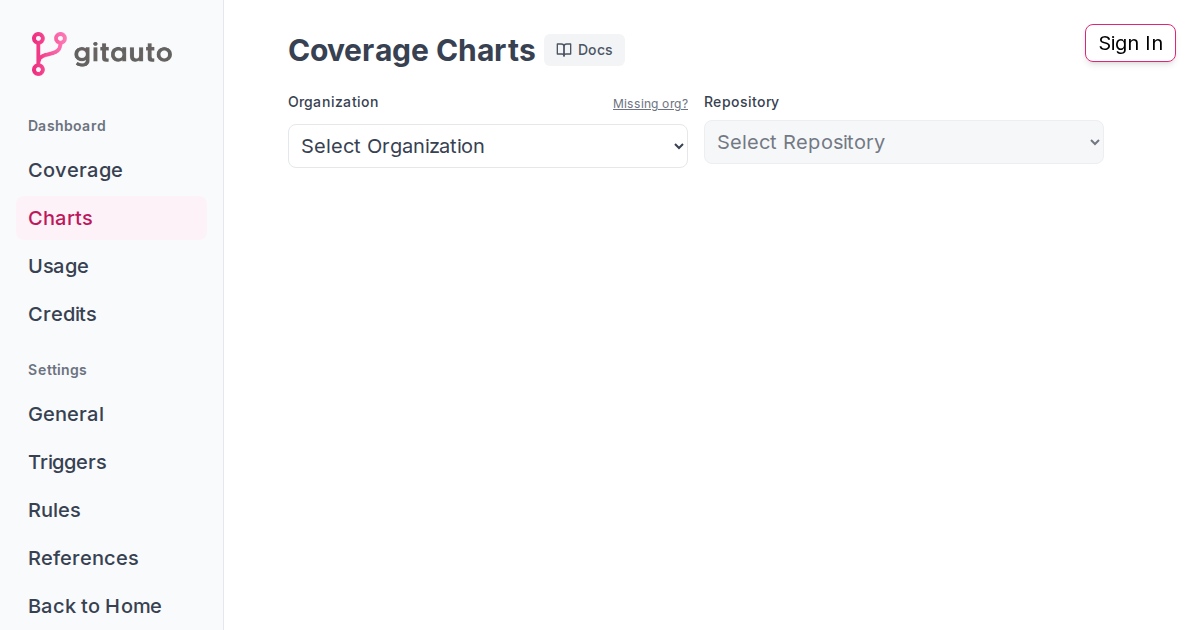 gitauto
Dashboard
Coverage
Charts
Usage
Credits
Settings
General
Triggers
Rules
References
Back to Home
Coverage Charts
Docs
Sign In
Organization
Missing org?
Select Organization
Repository
Select Repository